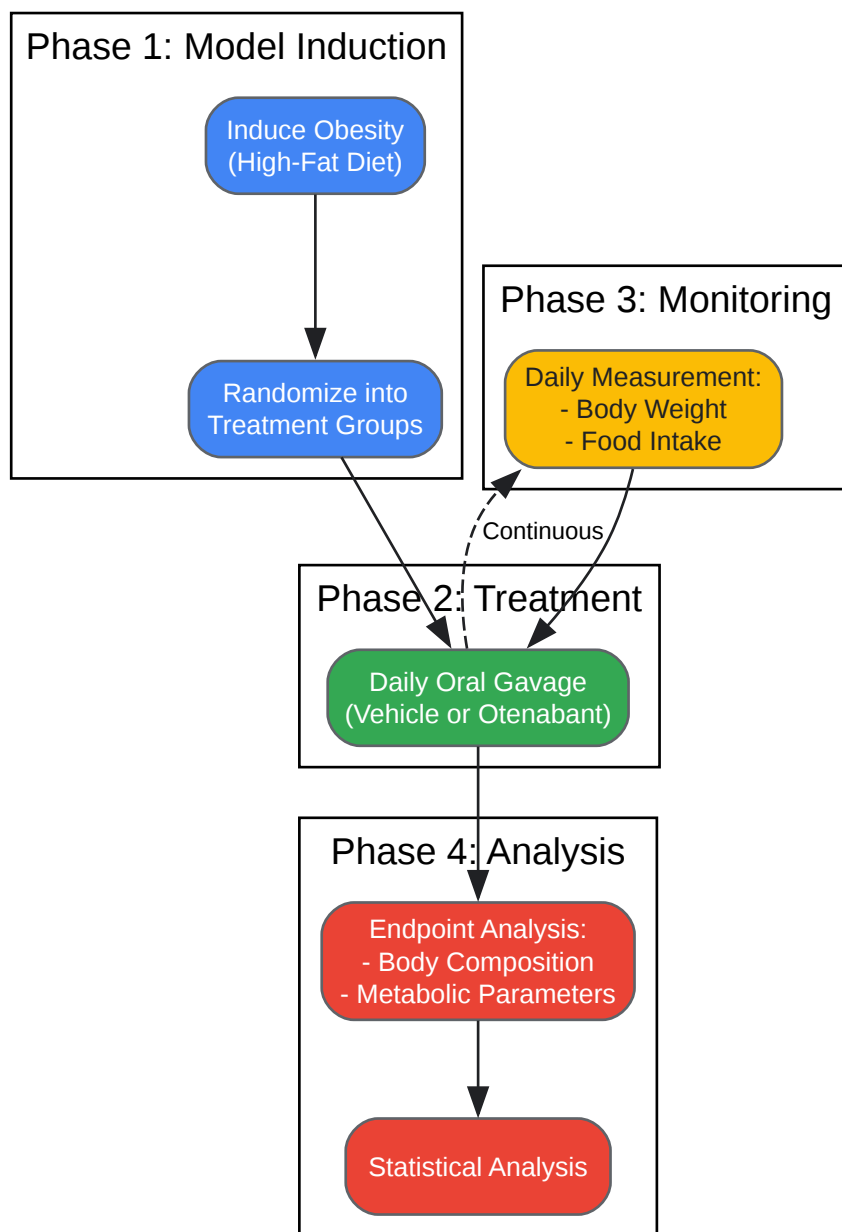 Phase 1: Model Induction
Induce Obesity
(High-Fat Diet)
Randomize into
Treatment Groups
Phase 3: Monitoring
Daily Measurement:
- Body Weight
- Food Intake
Continuous
Phase 2: Treatment
Daily Oral Gavage
(Vehicle or Otenabant)
Phase 4: Analysis
Endpoint Analysis:
- Body Composition
- Metabolic Parameters
Statistical Analysis